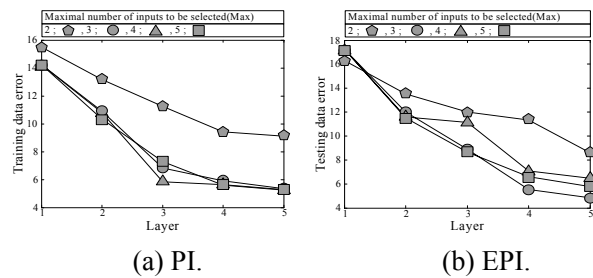 Maximal number of inputs to be selected(Max)
2 ; , 3 ; , 4 ; , 5 ;
Training data error
16
14
12
10
8
6
4
1 2 3 4 5
Layer
(a) PI.
Maximal number of inputs to be selected(Max)
2 ; , 3 ; , 4 ; , 5 ;
Testing data error
18
16
14
12
10
8
6
4
1 2 3 4 5
Layer
(b) EPI.